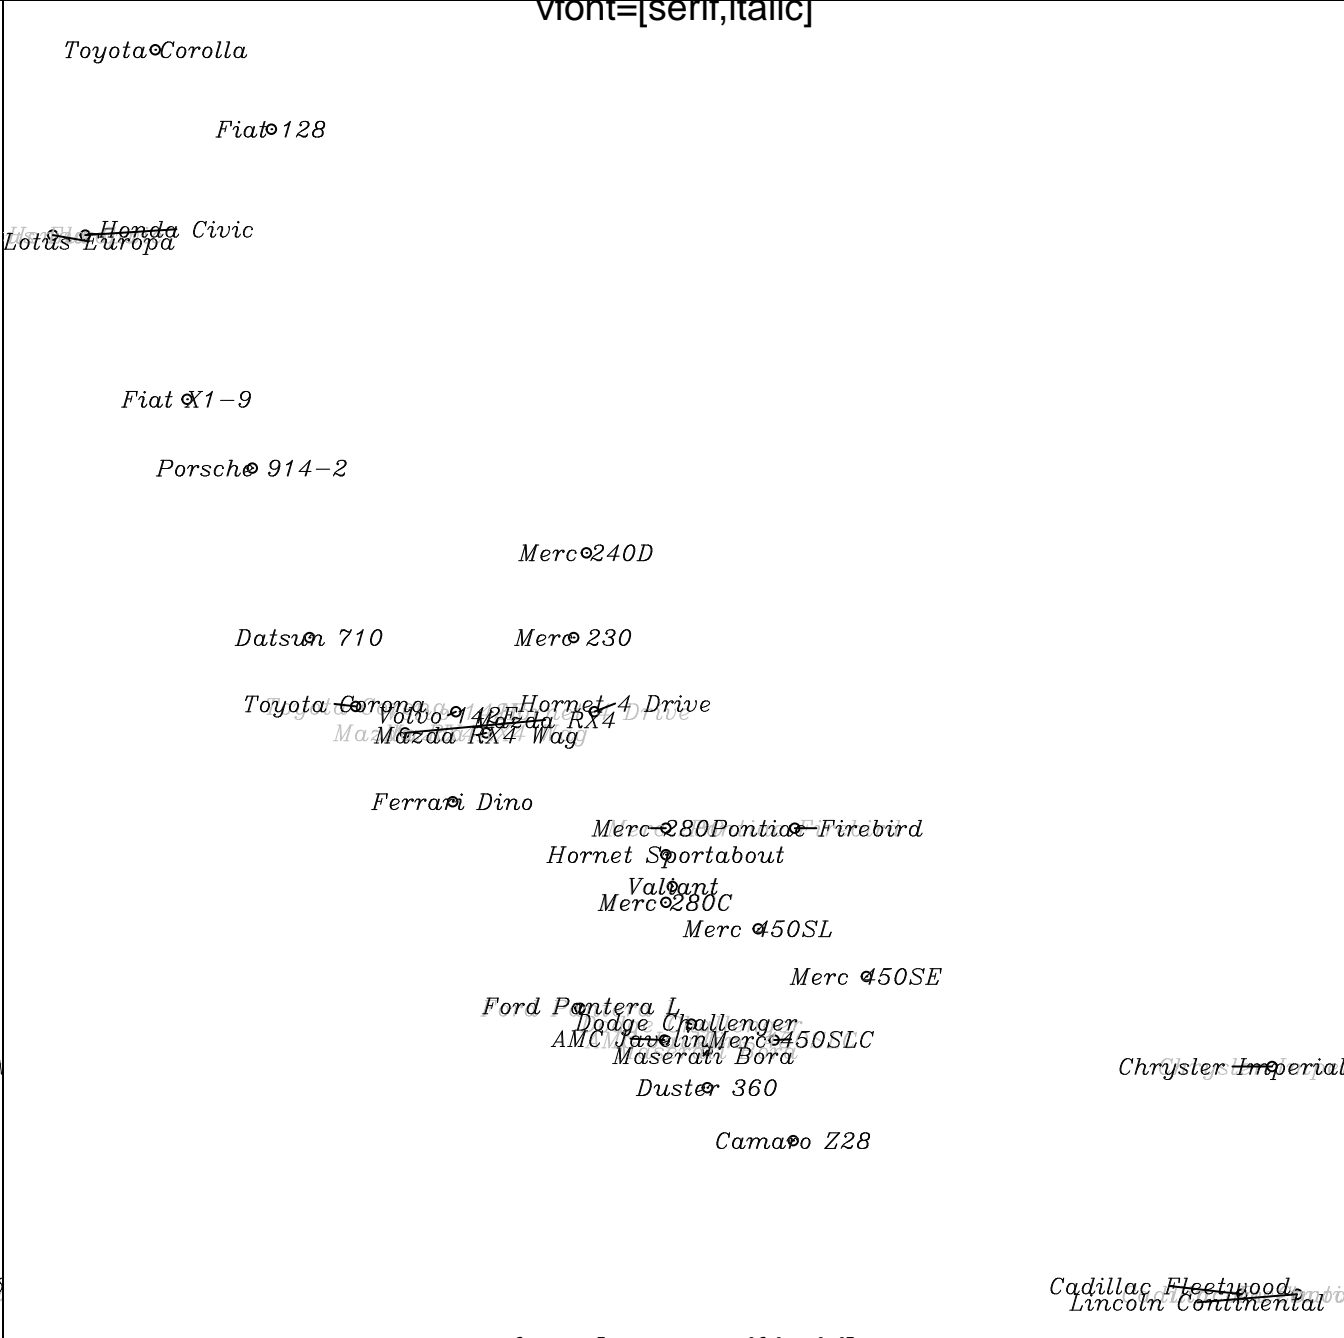 vfont=[serif,italic]
Toyota Corolla
Fiat 128
Honda Civic
Lotus Europa
Fiat X1-9
Porsche 914-2
Merc 240D
Datsun 710
Merc 230
Toyota Corona
Hornet 4 Drive
Volvo 142E
Mazda RX4
Mazda RX4 Wag
Ferrari Dino
Merc 280
Pontiac Firebird
Hornet Sportabout
Valiant
Merc 280C
Merc 450SL
Merc 450SE
Ford Pantera L
Dodge Challenger
AMC Javelin
Merc 450SLC
Maserati Bora
Chrysler Imperial
Duster 360
Camaro Z28
Cadillac Fleetwood
Lincoln Continental